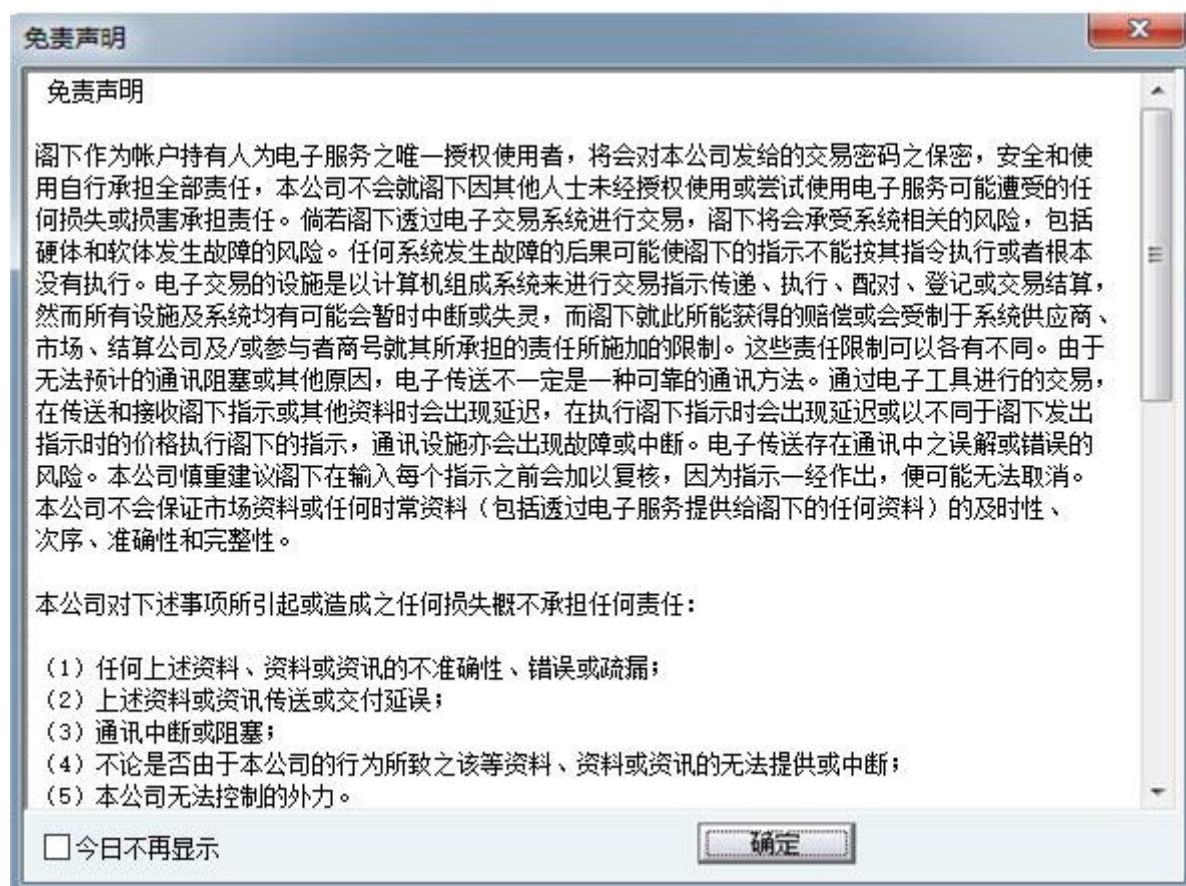 免责声明
免责声明
阁下作为帐户持有人为电子服务之唯一授权使用者，将会对本公司发给的交易密码之保密，安全和使
用自行承担全部责任，本公司不会就阁下因其他人士未经授权使用或尝试使用电子服务可能遭受的任
何损失或损害承担责任。倘若阁下透过电子交易系统进行交易，阁下将会承受系统相关的风险，包括
硬体和软体发生故障的风险。任何系统发生故障的后果可能使阁下的指示不能按其指令执行或者根本
没有执行。电子交易的设施是以计算机组成系统来进行交易指示传递、执行、配对、登记或交易结算，
然而所有设施及系统均有可能会暂时中断或失灵，而阁下就此所能获得的赔偿或会受制于系统供应商、
市场、结算公司及/或参与者商号就其所承担的责任所施加的限制。这些责任限制可以各有不同。由于
无法预计的通讯阻塞或其他原因，电子传送不一定是一种可靠的通讯方法。通过电子工具进行的交易，
在传送和接收阁下指示或其他资料时会出现延迟，在执行阁下指示时会出现延迟或以不同于阁下发出
指示时的价格执行阁下的指示，通讯设施亦会出现故障或中断。电子传送存在通讯中之误解或错误的
风险。本公司慎重建议阁下在输入每个指示之前会加以复核，因为指示一经作出，便可能无法取消。
本公司不会保证市场资料或任何时常资料（包括透过电子服务提供给阁下的任何资料）的及时性、
次序、准确性和完整性。
本公司对下述事项所引起或造成之任何损失概不承担任何责任：
（1）任何上述资料、资料或资讯的不准确性、错误或疏漏；
（2）上述资料或资讯传送或交付延误；
（3）通讯中断或阻塞；
（4）不论是否由于本公司的行为所致之该等资料、资料或资讯的无法提供或中断；
（5）本公司无法控制的外力。
今日不再显示
确定